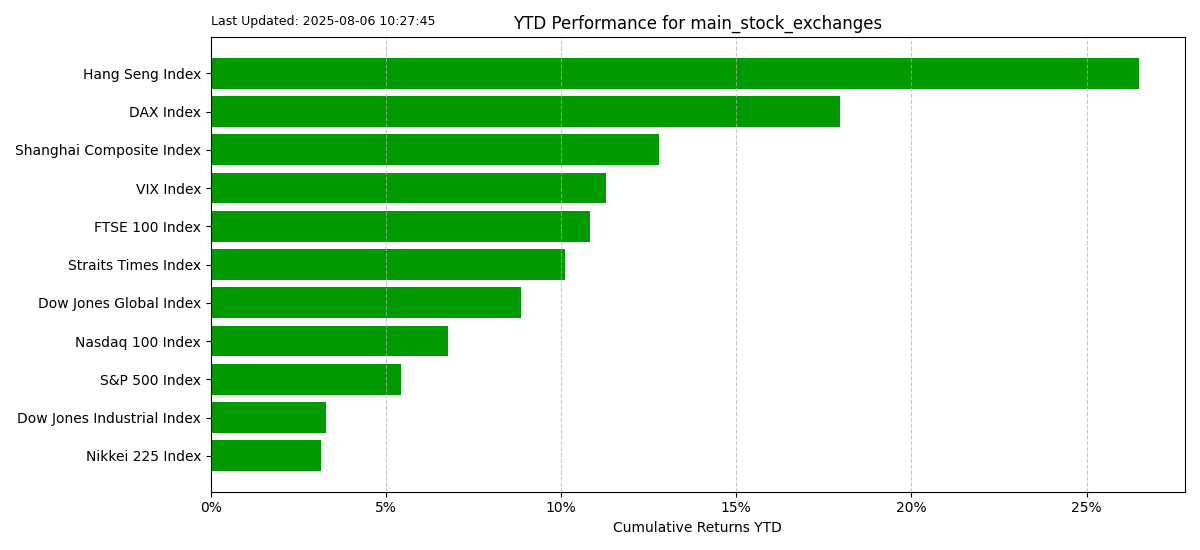 Last Updated: 2025-08-06 10:27:45
YTD Performance for main_stock_exchanges
Hang Seng Index
DAX Index
Shanghai Composite Index
VIX Index
FTSE 100 Index
Straits Times Index
Dow Jones Global Index
Nasdaq 100 Index
S&P 500 Index
Dow Jones Industrial Index
Nikkei 225 Index
0% 5% 10% 15% 20% 25%
Cumulative Returns YTD